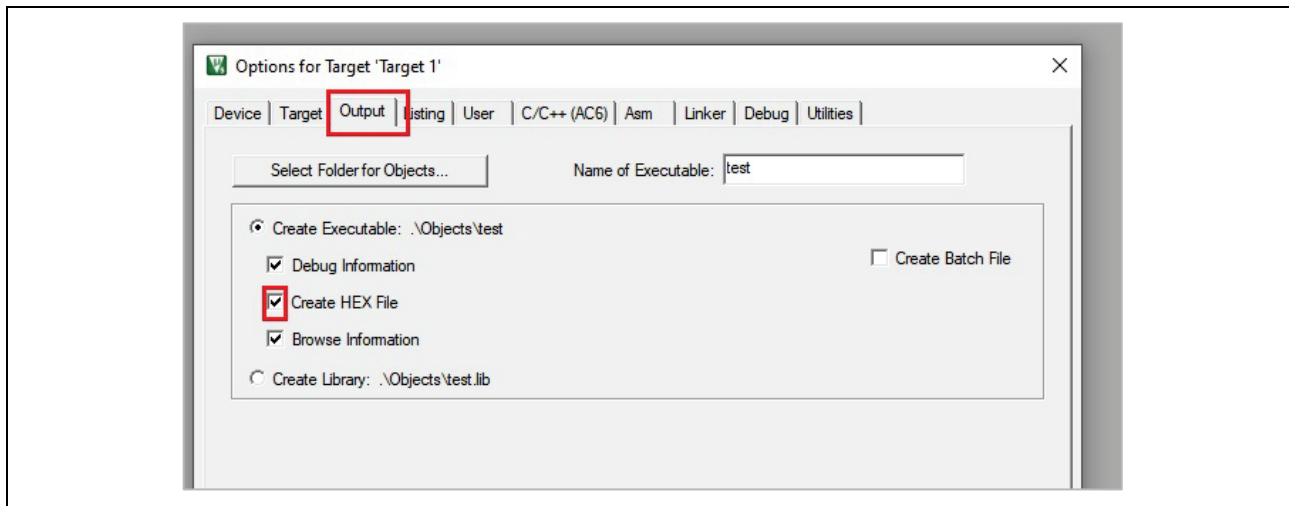 Options for Target 'Target 1'
Device Target Output Listing User C/C++ (AC6) Asm Linker Debug Utilities
Select Folder for Objects... Name of Executable: test
Create Executable: .\Objects\test
Create Batch File
Debug Information
Create HEX File
Browse Information
Create Library: .\Objects\test.lib